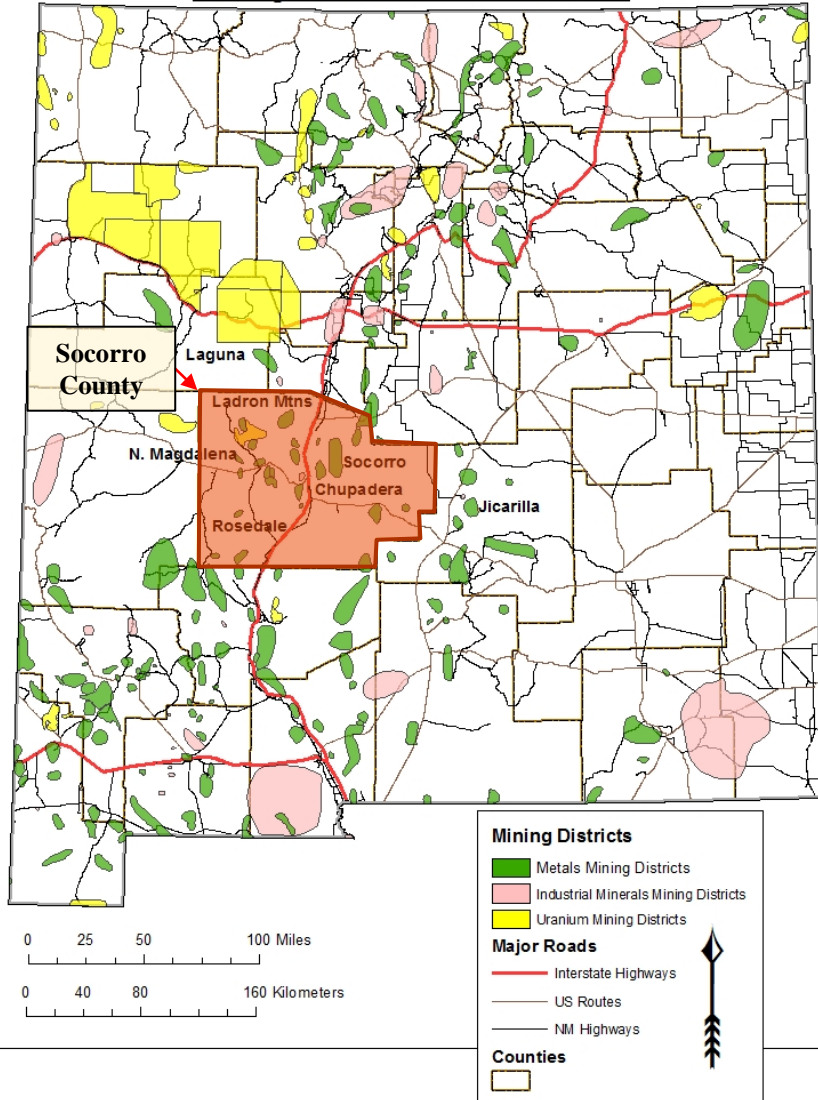 Socorro
County
Laguna
Ladron Mtns
N. Magdalena
Socorro
Chupadera
Jicarilla
Rosedale
Mining Districts
Metals Mining Districts
Industrial Minerals Mining Districts
Uranium Mining Districts
Major Roads
Interstate Highways
US Routes
NM Highways
Counties
0 25 50 100 Miles
0 40 80 160 Kilometers